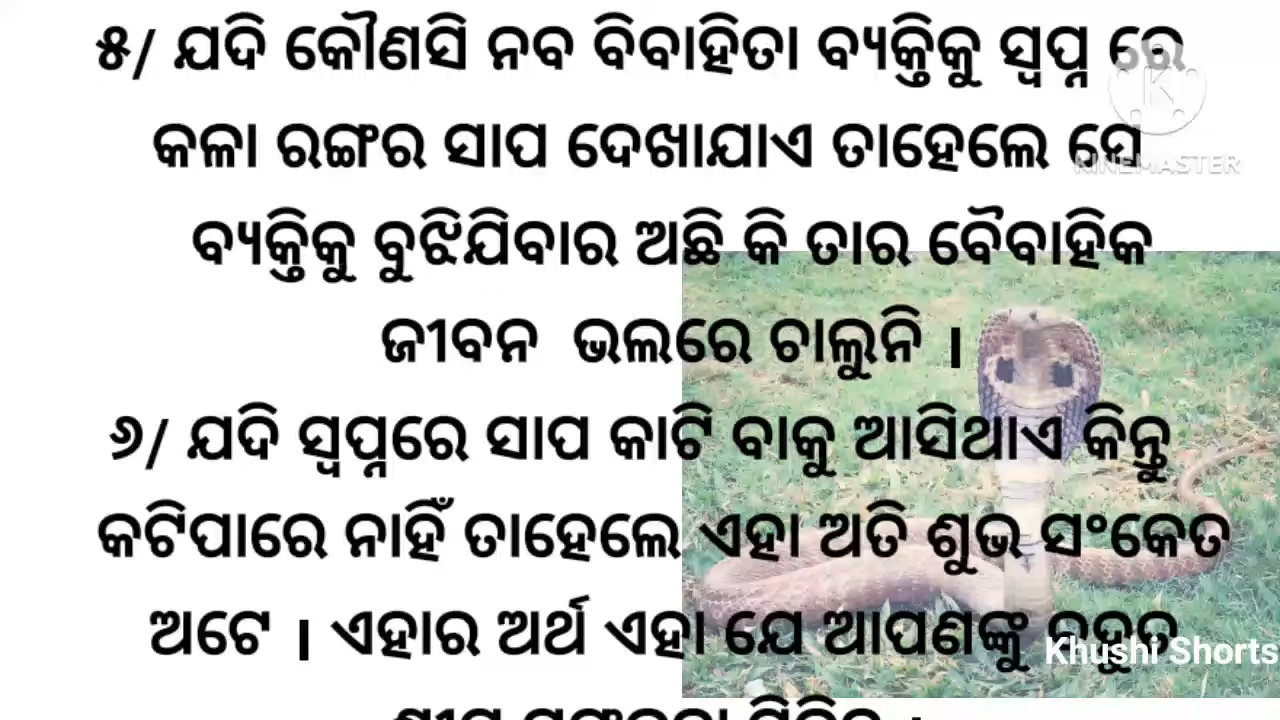 ୫/ ଯଦି କୌଣସି ନବ ବିବାହିତା ବ୍ୟକ୍ତିକୁ ସ୍ୱପ୍ନ ରେ
କଳା ରଙ୍ଗର ସାପ ଦେଖାଯାଏ ତାହେଲେ ସେ
KINEMASTER
ବ୍ୟକ୍ତିକୁ ବୁଝିଯିବାର ଅଛି କି ତାର ବୈବାହିକ
ଜୀବନ ଭଲରେ ଚାଲୁନି ।
୬/ ଯଦି ସ୍ୱପ୍ନରେ ସାପ କାଟି ବାକୁ ଆସିଥାଏ କିନ୍ତୁ
କଟିପାରେ ନାହିଁ ତାହେଲେ ଏହା ଅତି ଶୁଭ ସଂକେତ
ଅଟେ । ଏହାର ଅର୍ଥ ଏହା ଯେ ଆପଣଙ୍କୁ ବହୁତ
Khushi Shorts